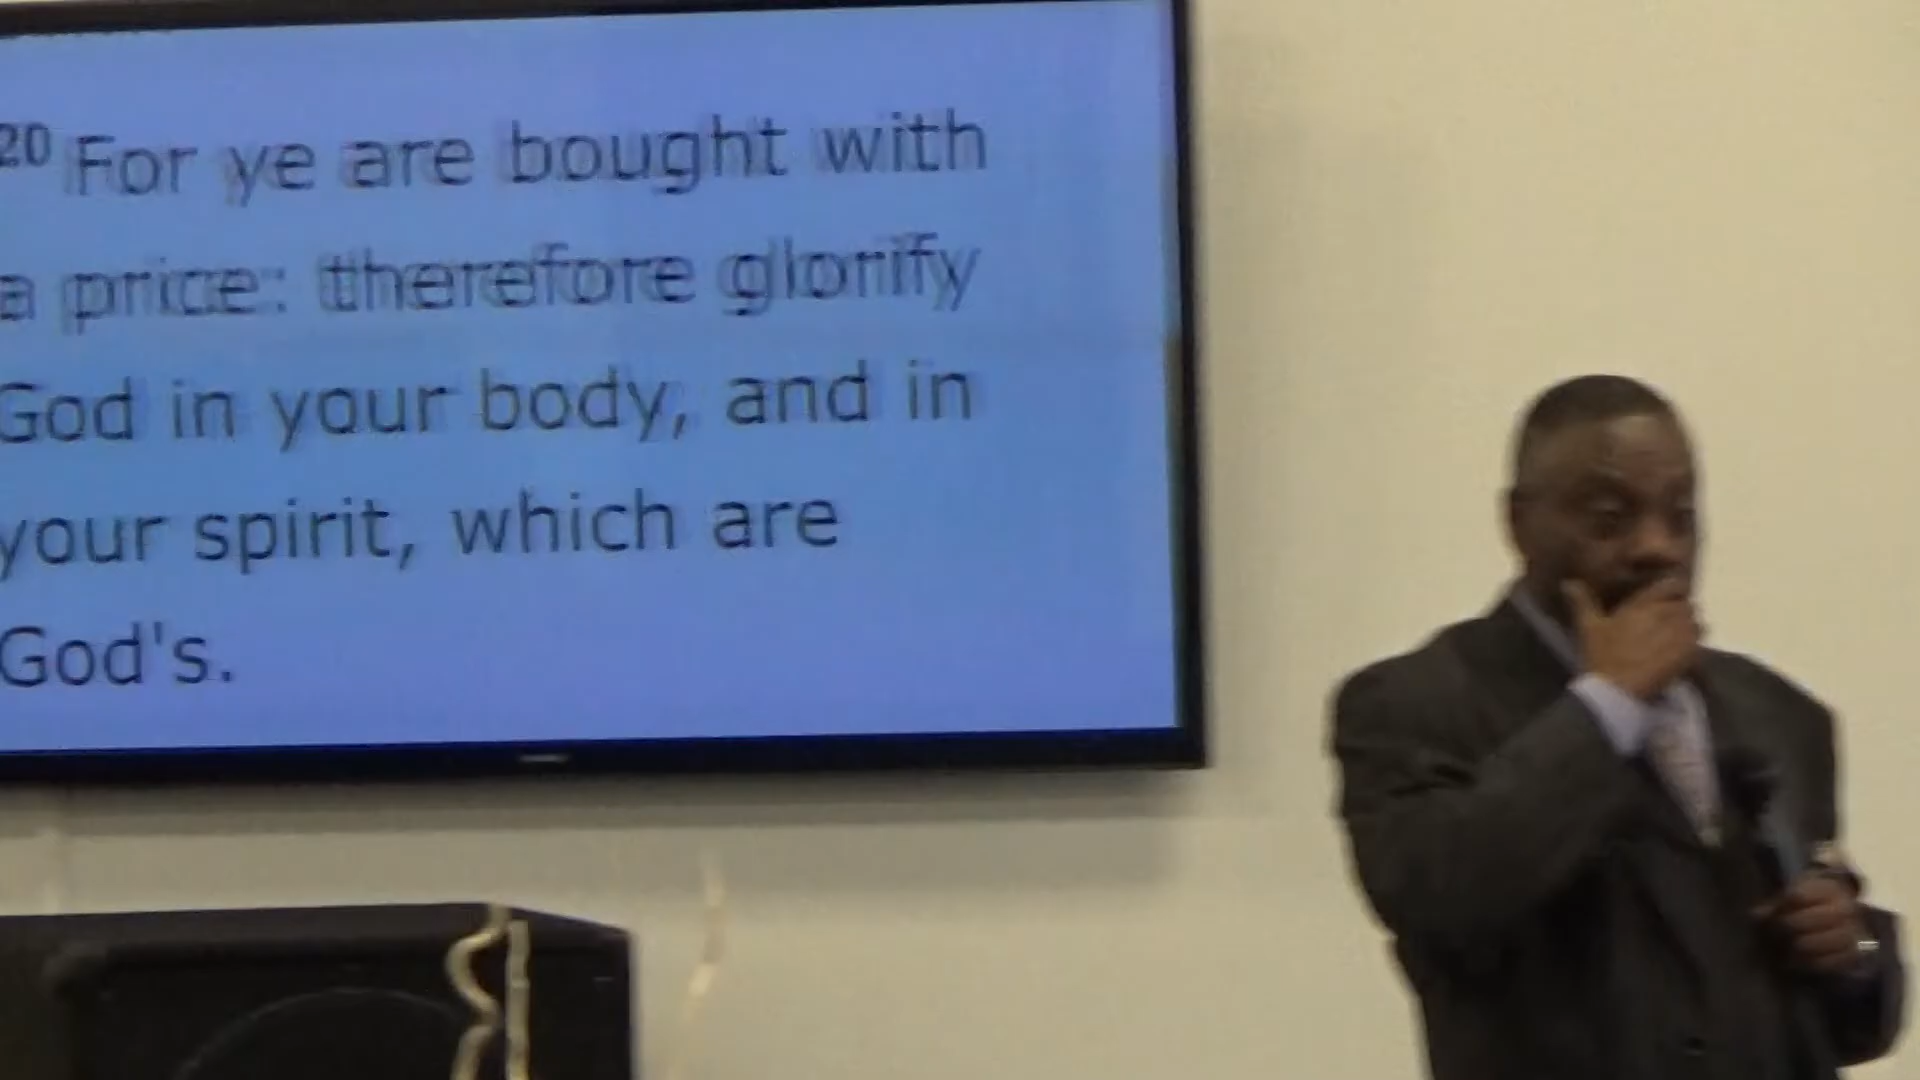 20 For ye are bought with
a price: therefore glorify
God in your body, and in
your spirit, which are
God's.